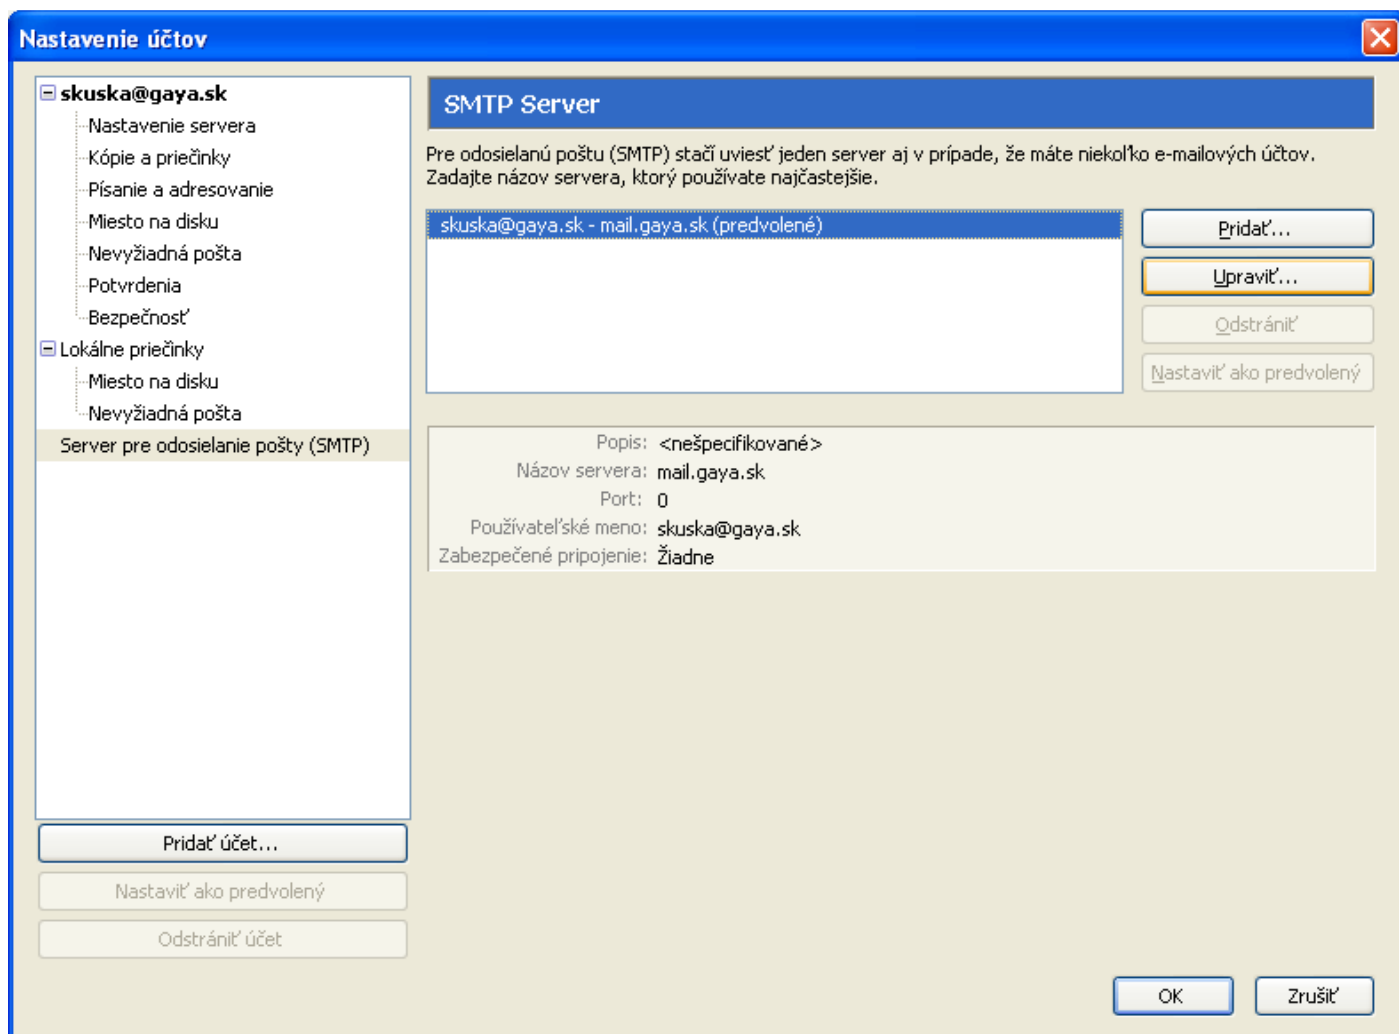 Nastavenie účtov
skuska@gaya.sk
Nastavenie servera
Kópie a priečinky
Písanie a adresovanie
Miesto na disku
Nevyžiadná pošta
Potvrdenia
Bezpečnosť
Lokálne priečinky
Miesto na disku
Nevyžiadná pošta
Server pre odosielanie pošty (SMTP)
Pridať účet...
Nastaviť ako predvolený
Odstrániť účet
SMTP Server
Pre odosielanú poštu (SMTP) stačí uviesť jeden server aj v prípade, že máte niekoľko e-mailových účtov.
Zadajte názov servera, ktorý používate najčastejšie.
skuska@gaya.sk - mail.gaya.sk (predvolené)
Pridať...
Upraviť...
Odstrániť
Nastaviť ako predvolený
Popis: <nešpecifikované>
Názov servera: mail.gaya.sk
Port: 0
Používateľské meno: skuska@gaya.sk
Zabezpečené pripojenie: Žiadne
OK
Zrušiť